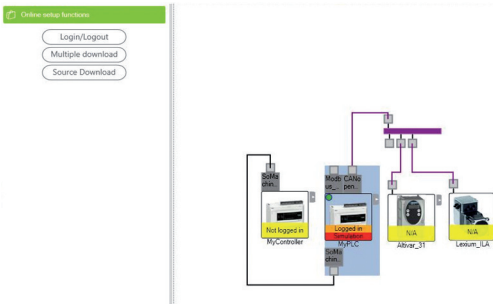 Online setup functions
Login/Logout
Multiple download
Source Download
SoMa
chin...
Not logged in
MyController
Modb
us_...
CANo
pen...
Logged in
Simulation
MyPLC
SoMa
chin...
N/A
Altivar_31
N/A
Lexium_ILA